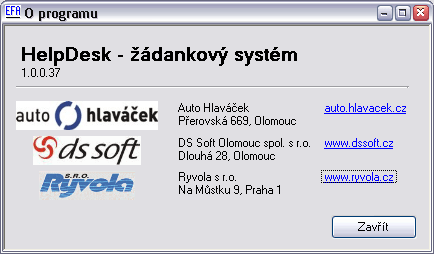 EFA O programu
HelpDesk - žádankový systém
1.0.0.37
auto hlaváček
Auto Hlaváček
auto.hlavacek.cz
Přerovská 669, Olomouc
ds soft
DS Soft Olomouc spol. s r.o.
www.dssoft.cz
Dlouhá 28, Olomouc
s.r.o.
Ryvola
Ryvola s r.o.
www.ryvola.cz
Na Můstku 9, Praha 1
Zavřít